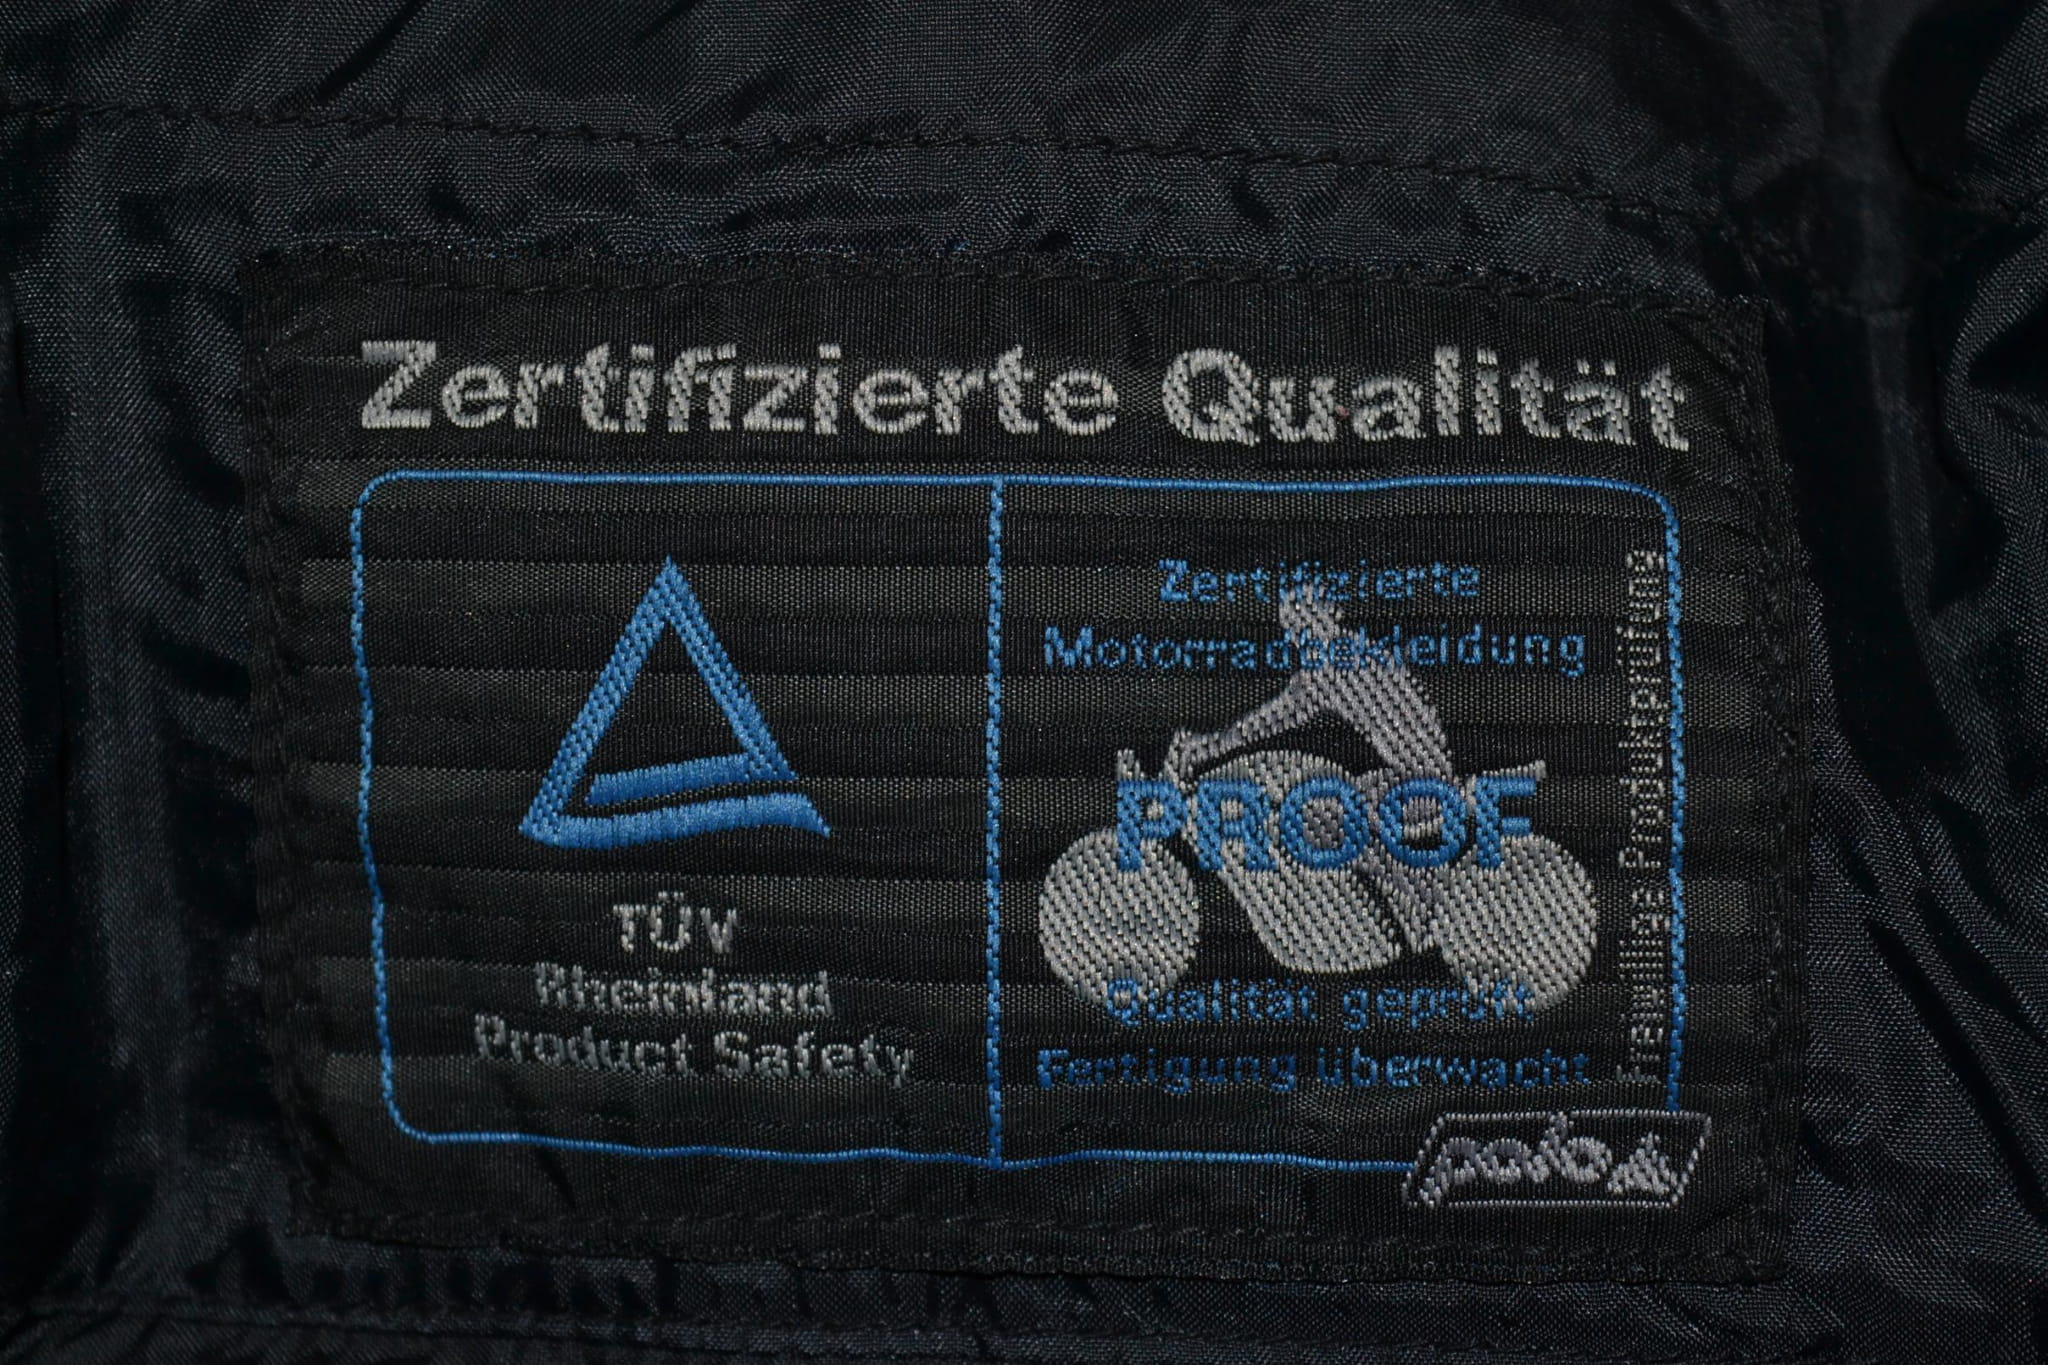 Zertifizierte Qualität
TÜV
Rheinland
Product Safety
Zertifizierte
Motorradbekleidung
PROOF
Qualität geprüft
Fertigung überwacht
Freiwillige Produktprüfung
polo